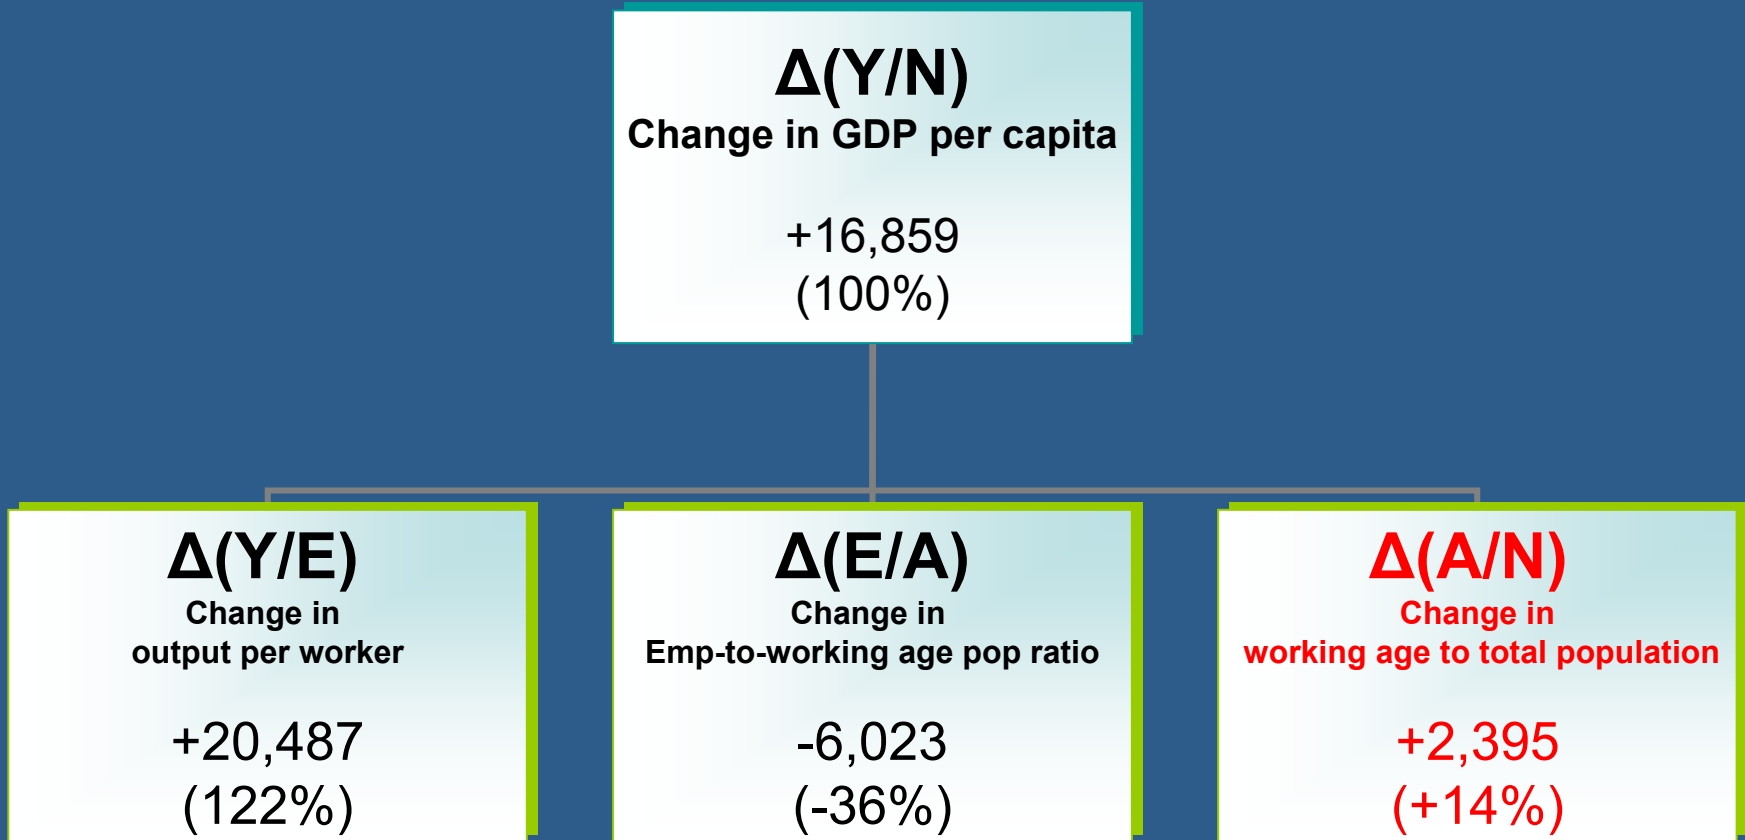 Δ(Y/N)
Change in GDP per capita
+16,859
(100%)
Δ(Y/E)
Change in
output per worker
+20,487
(122%)
Δ(E/A)
Change in
Emp-to-working age pop ratio
-6,023
(-36%)
Δ(A/N)
Change in
working age to total population
+2,395
(+14%)